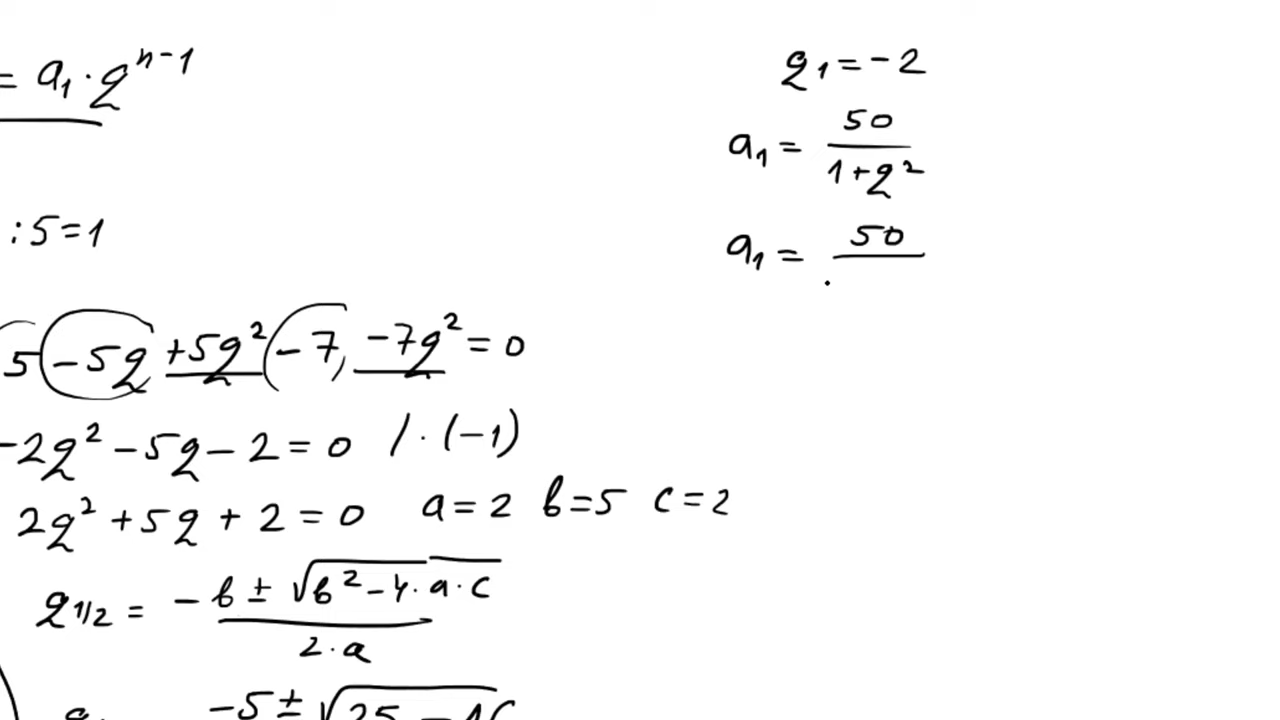 = a₁ · q^(n-1)
: 5 = 1
5 - 5q + 5q² - 7, - 7q² = 0
-2q² - 5q - 2 = 0 / · (-1)
2q² + 5q + 2 = 0 a = 2 b = 5 c = 2
q₁/₂ = (-b ± √(b² - 4 · a · c)) / (2 · a)
-5 ± √(25 - 16
q₁ = -2
a₁ = 50 / (1 + q²)
a₁ = 50